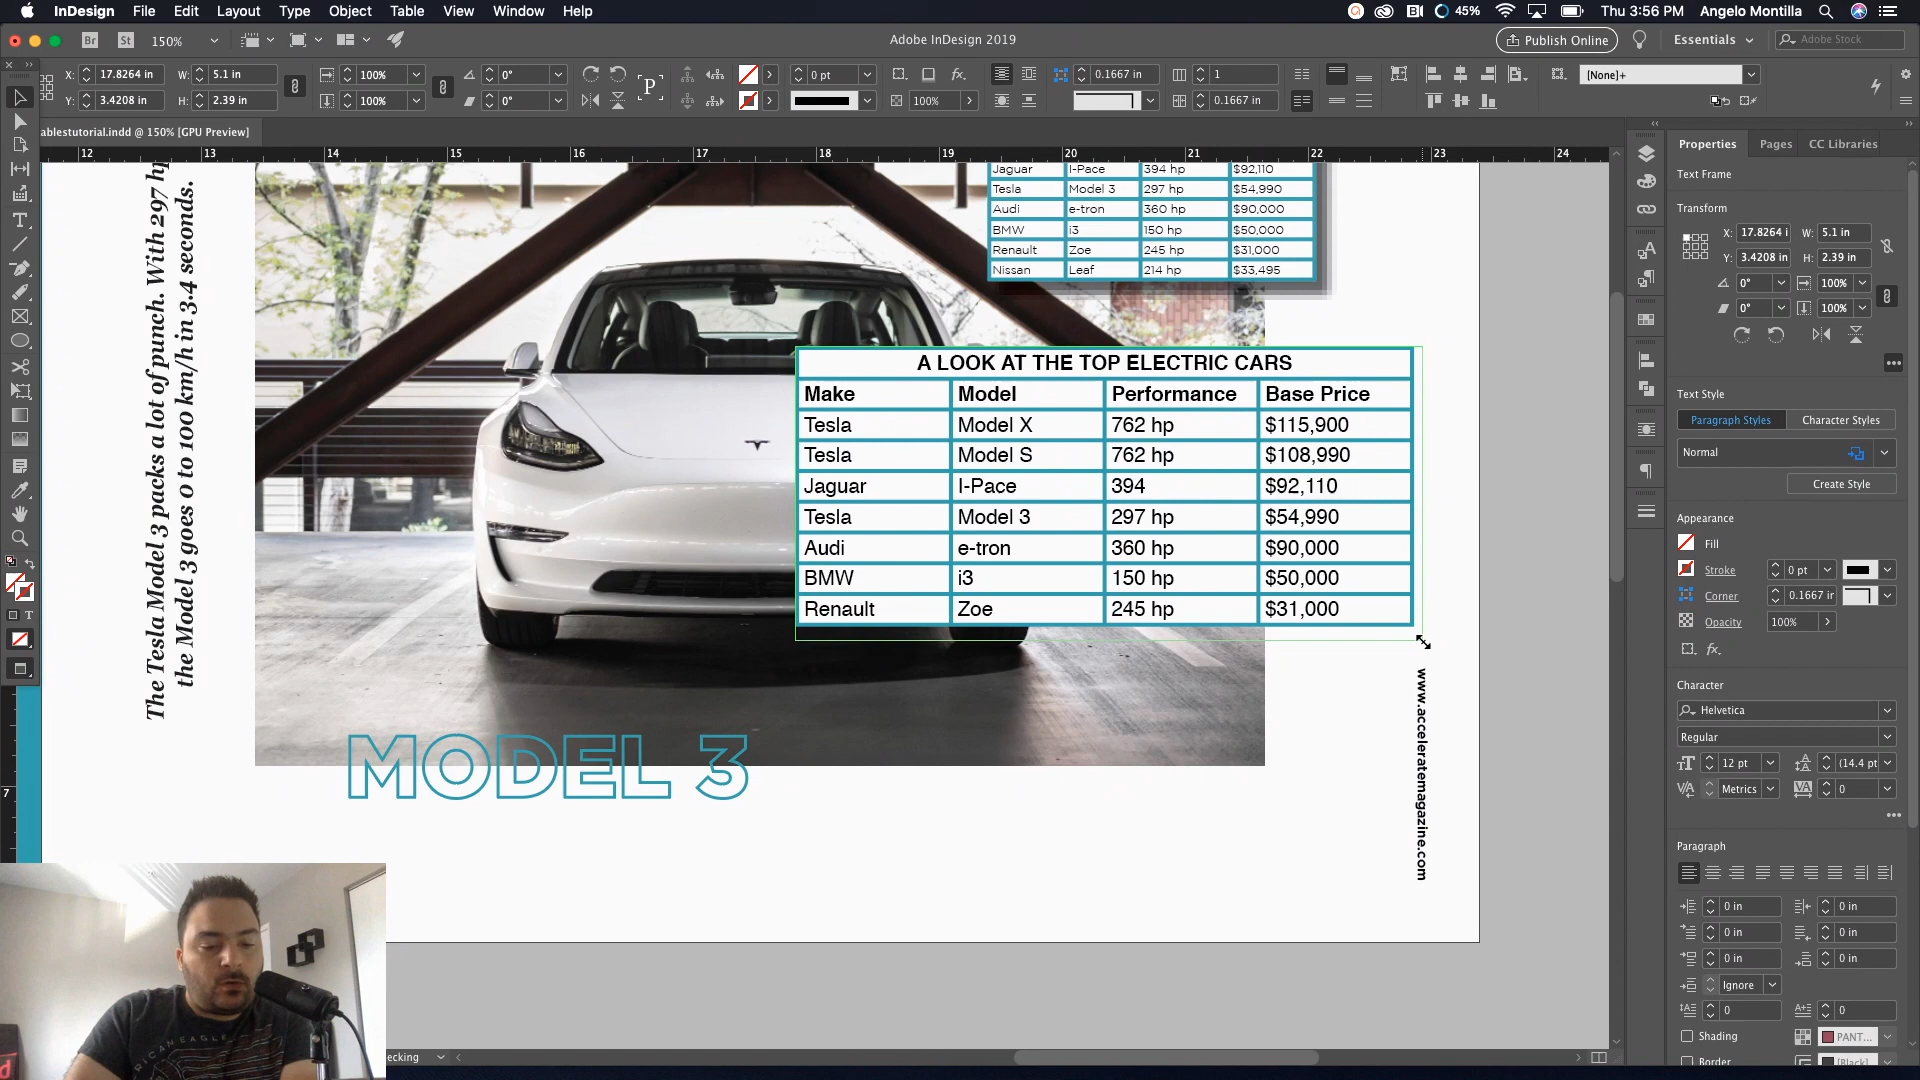 InDesign File Edit Layout Type Object Table View Window Help
45% Thu 3:56 PM Angelo Montilla
Br St 150% Adobe InDesign 2019 Publish Online Essentials Adobe Stock
X: 17.8264 in W: 5.1 in 100% 0° P 0 pt fx. 0.1667 in 1 [None]+
Y: 3.4208 in H: 2.39 in 100% 0° 100% 0.1667 in
ablestutorial.indd @ 150% [GPU Preview]
12 13 14 15 16 17 18 19 20 21 22 23 24
7
The Tesla Model 3 packs a lot of punch. With 297 hp
the Model 3 goes 0 to 100 km/h in 3.4 seconds.
Jaguar I-Pace 394 hp $92,110
Tesla Model 3 297 hp $54,990
Audi e-tron 360 hp $90,000
BMW i3 150 hp $50,000
Renault Zoe 245 hp $31,000
Nissan Leaf 214 hp $33,495
A LOOK AT THE TOP ELECTRIC CARS
Make Model Performance Base Price
Tesla Model X 762 hp $115,900
Tesla Model S 762 hp $108,990
Jaguar I-Pace 394 $92,110
Tesla Model 3 297 hp $54,990
Audi e-tron 360 hp $90,000
BMW i3 150 hp $50,000
Renault Zoe 245 hp $31,000
MODEL 3
www.acceleratemagazine.com
ecking
Properties Pages CC Libraries
Text Frame
Transform
X: 17.8264 i W: 5.1 in
Y: 3.4208 in H: 2.39 in
0° 100%
0° 100%
Text Style
Paragraph Styles Character Styles
Normal
Create Style
Appearance
Fill
Stroke 0 pt
Corner 0.1667 in
Opacity 100%
fx.
Character
Helvetica
Regular
12 pt (14.4 pt
Metrics 0
Paragraph
0 in 0 in
0 in 0 in
0 in 0 in
Ignore
0 0
Shading PANT...
Border [Black]